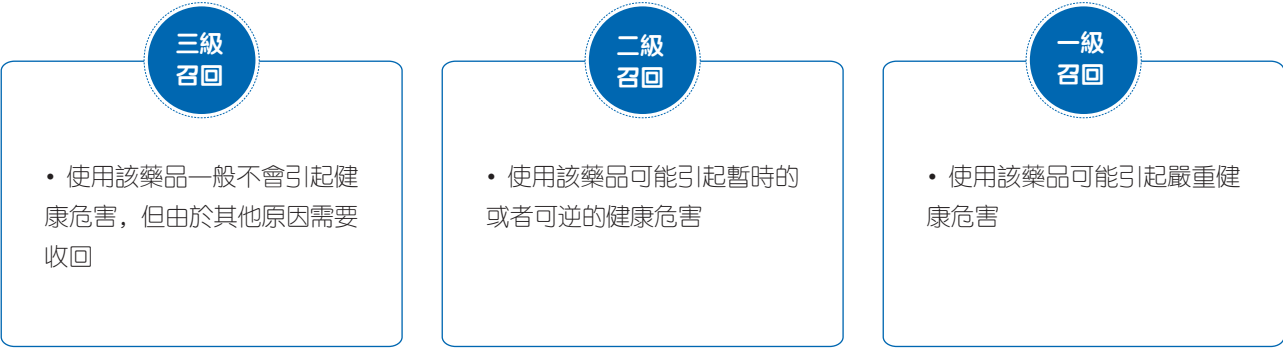 三級
召回
• 使用該藥品一般不會引起健
康危害，但由於其他原因需要
收回
二級
召回
• 使用該藥品可能引起暫時的
或者可逆的健康危害
一級
召回
• 使用該藥品可能引起嚴重健
康危害